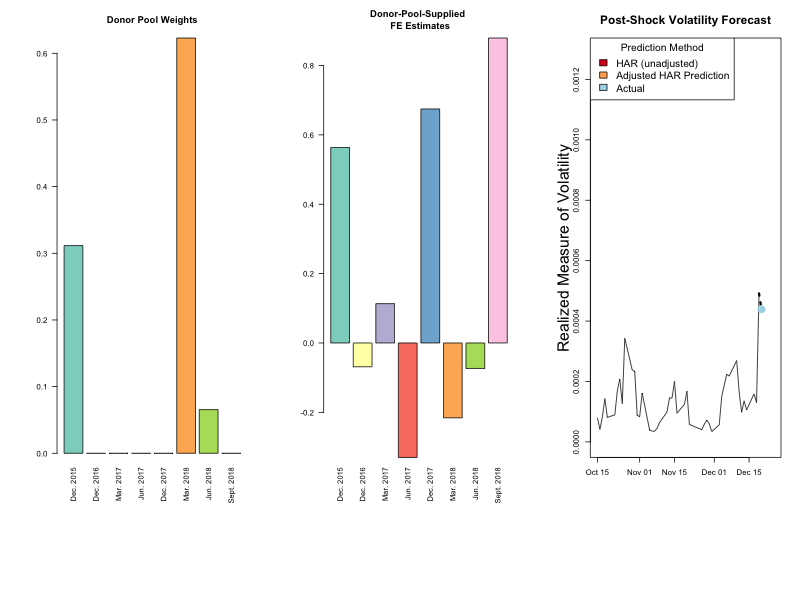 Donor Pool Weights
0.6
0.5
0.4
0.3
0.2
0.1
0.0
Dec. 2015
Dec. 2016
Mar. 2017
Jun. 2017
Dec. 2017
Mar. 2018
Jun. 2018
Sept. 2018
Donor-Pool-Supplied
FE Estimates
0.8
0.6
0.4
0.2
0.0
-0.2
Dec. 2015
Dec. 2016
Mar. 2017
Jun. 2017
Dec. 2017
Mar. 2018
Jun. 2018
Sept. 2018
Post-Shock Volatility Forecast
Prediction Method
HAR (unadjusted)
Adjusted HAR Prediction
Actual
Realized Measure of Volatility
0.0012
0.0010
0.0008
0.0006
0.0004
0.0002
0.0000
Oct 15
Nov 01
Nov 15
Dec 01
Dec 15